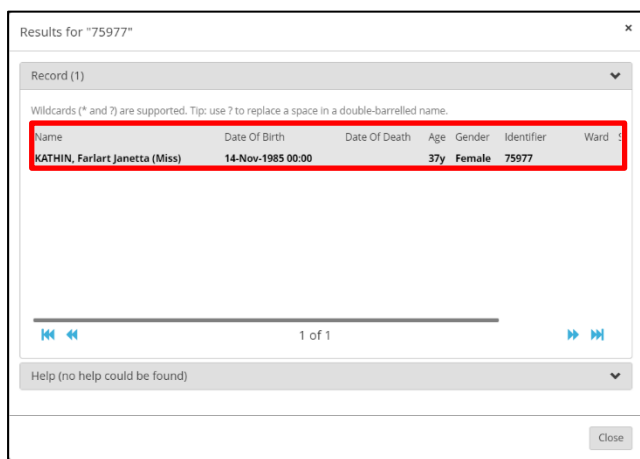 Results for "75977" ×
Record (1)
Wildcards (* and ?) are supported. Tip: use ? to replace a space in a double-barrelled name.
Name Date Of Birth Date Of Death Age Gender Identifier Ward
KATHIN, Farlart Janetta (Miss) 14-Nov-1985 00:00 37y Female 75977
1 of 1
Help (no help could be found)
Close